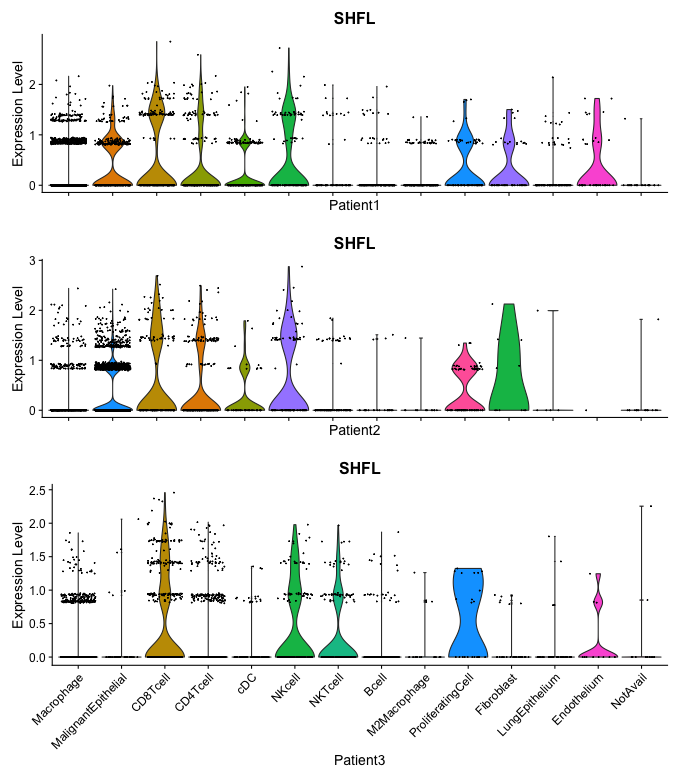 SHFL
Expression Level
2
1
0
Patient1
SHFL
Expression Level
3
2
1
0
Patient2
SHFL
Expression Level
2.5
2.0
1.5
1.0
0.5
0.0
Macrophage
MalignantEpithelial
CD8Tcell
CD4Tcell
cDC
NKcell
NKTcell
Bcell
M2Macrophage
ProliferatingCell
Fibroblast
LungEpithelium
Endothelium
NotAvail
Patient3